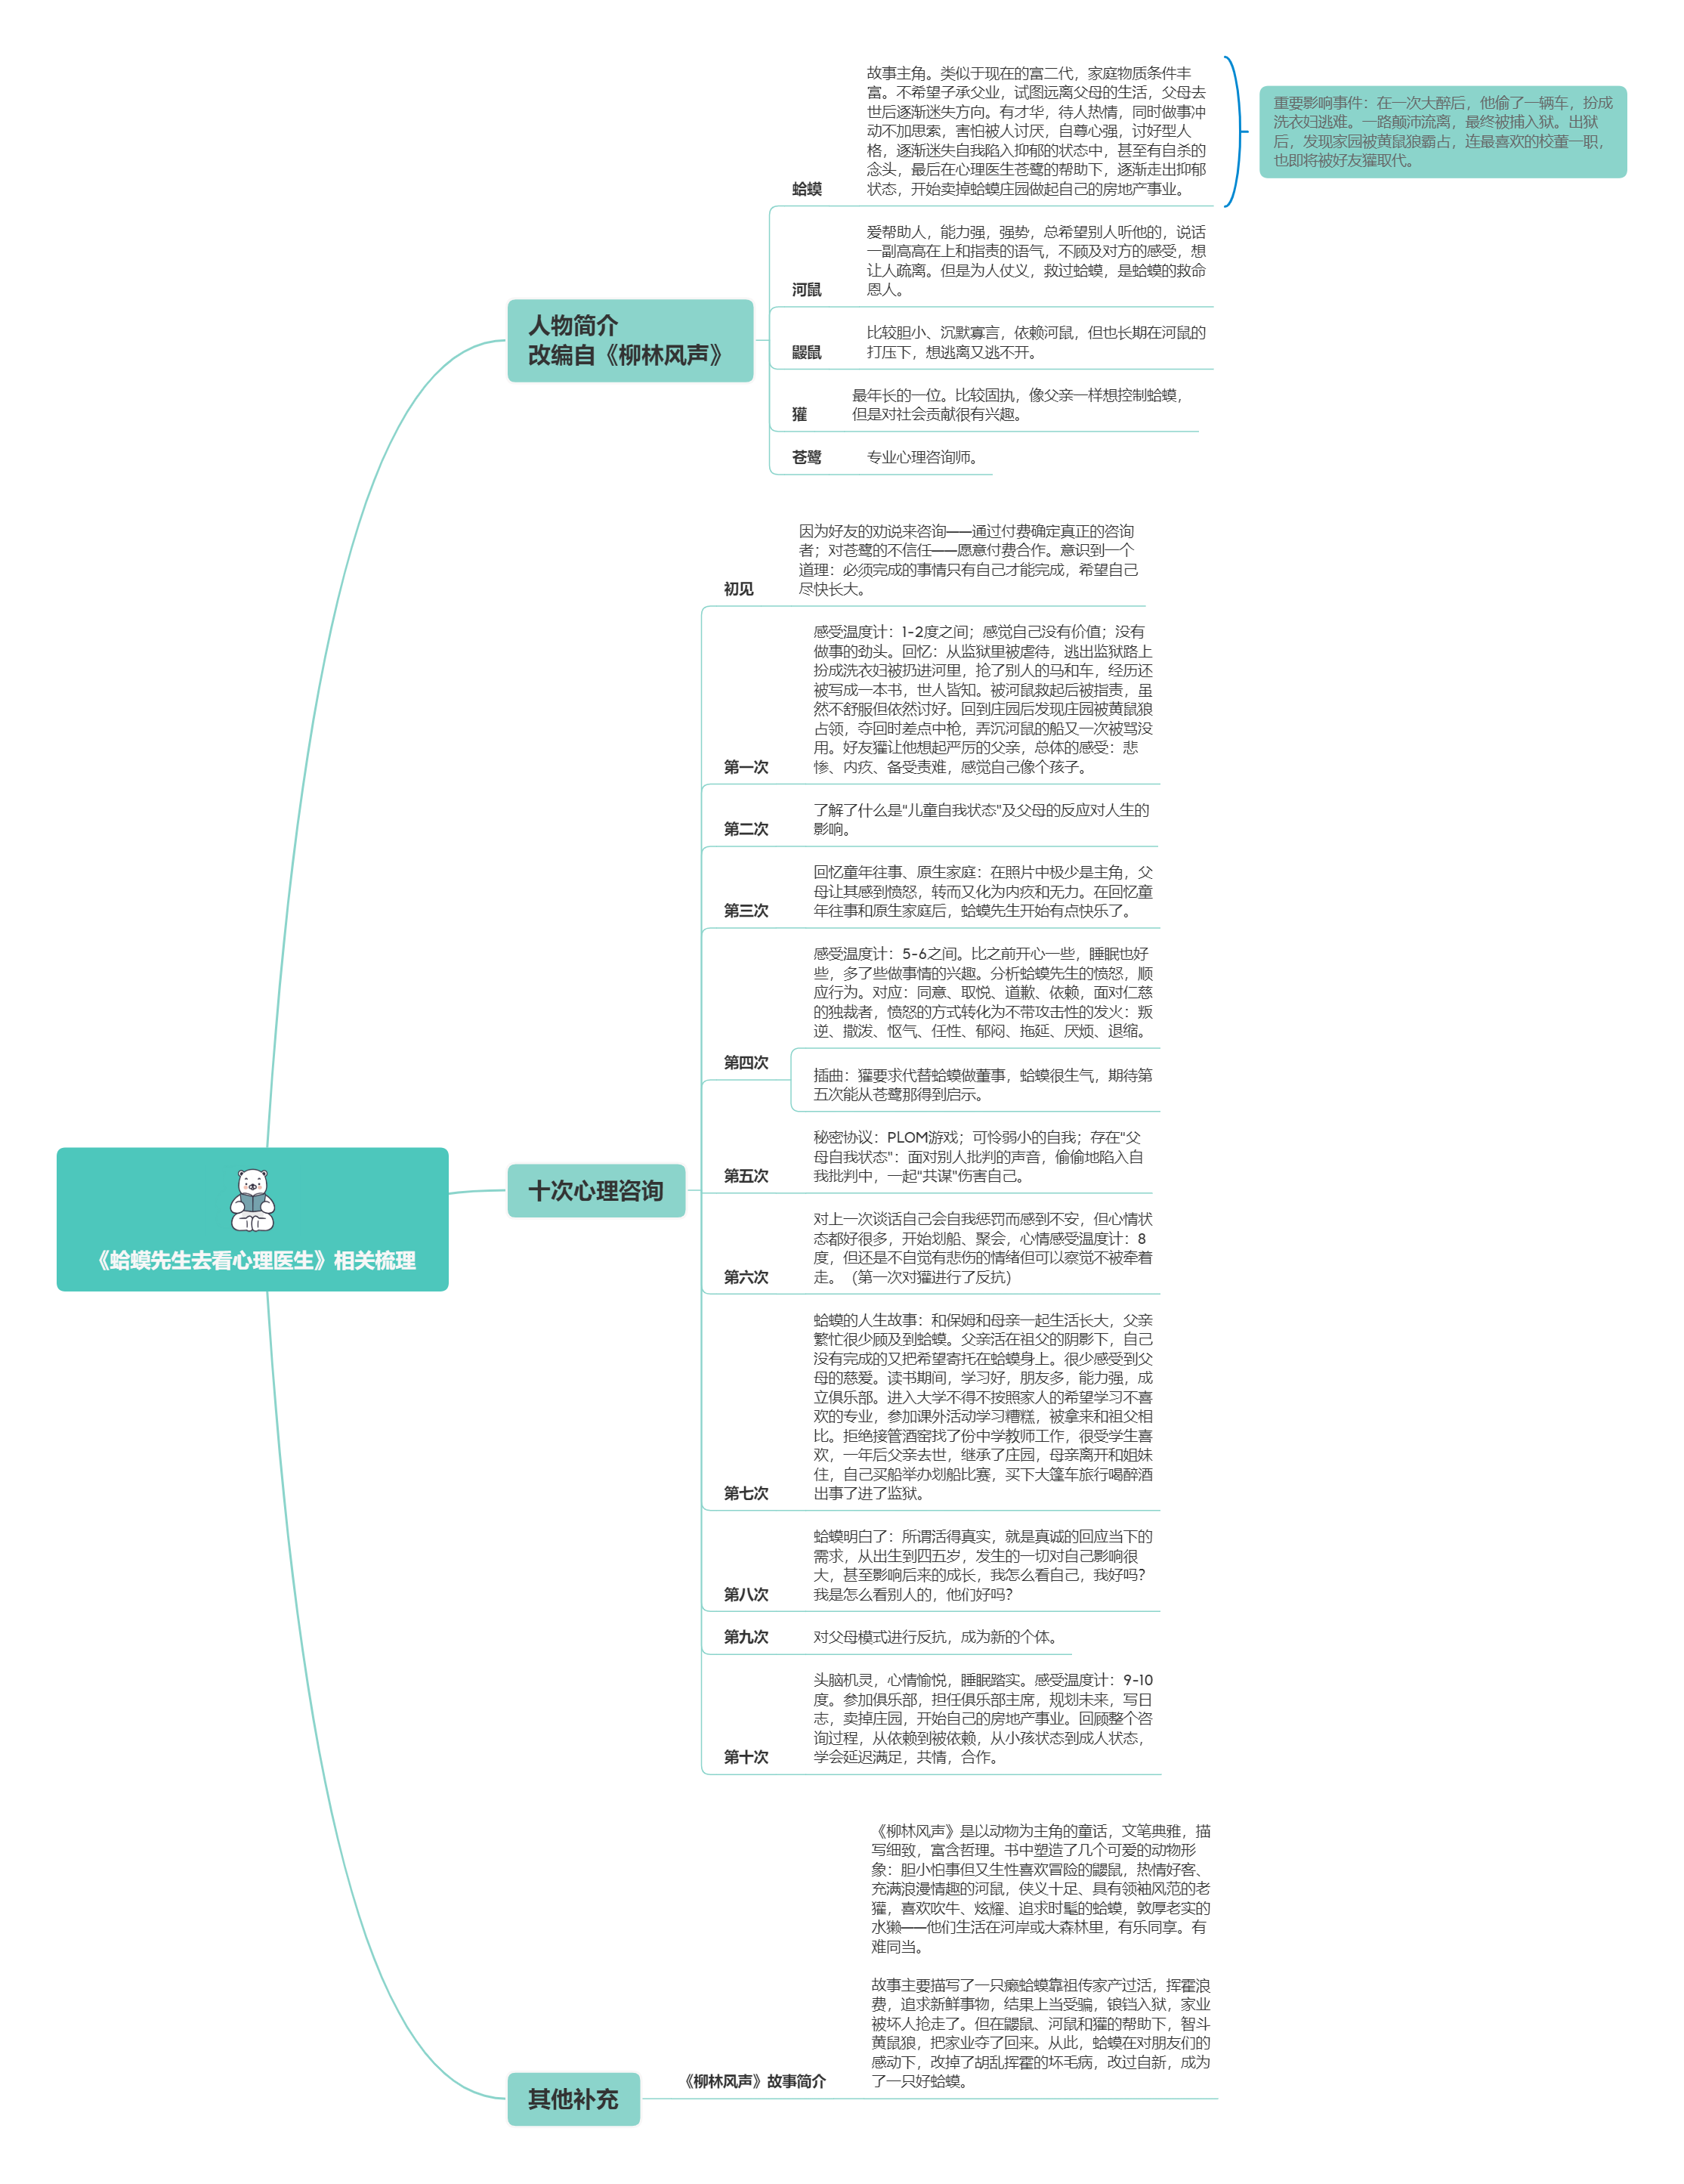 《蛤蟆先生去看心理医生》相关梳理
人物简介
改编自《柳林风声》
蛤蟆
故事主角。类似于现在的富二代，家庭物质条件丰
富。不希望子承父业，试图远离父母的生活，父母去
世后逐渐迷失方向。有才华，待人热情，同时做事冲
动不加思索，害怕被人讨厌，自尊心强，讨好型人
格，逐渐迷失自我陷入抑郁的状态中，甚至有自杀的
念头，最后在心理医生苍鹭的帮助下，逐渐走出抑郁
状态，开始卖掉蛤蟆庄园做起自己的房地产事业。
重要影响事件：在一次大醉后，他偷了一辆车，扮成
洗衣妇逃难。一路颠沛流离，最终被捕入狱。出狱
后，发现家园被黄鼠狼霸占，连最喜欢的校董一职，
也即将被好友獾取代。
河鼠
爱帮助人，能力强，强势，总希望别人听他的，说话
一副高高在上和指责的语气，不顾及对方的感受，想
让人疏离。但是为人仗义，救过蛤蟆，是蛤蟆的救命
恩人。
鼹鼠
比较胆小、沉默寡言，依赖河鼠，但也长期在河鼠的
打压下，想逃离又逃不开。
獾
最年长的一位。比较固执，像父亲一样想控制蛤蟆，
但是对社会贡献很有兴趣。
苍鹭
专业心理咨询师。
十次心理咨询
初见
因为好友的劝说来咨询——通过付费确定真正的咨询
者；对苍鹭的不信任——愿意付费合作。意识到一个
道理：必须完成的事情只有自己才能完成，希望自己
尽快长大。
第一次
感受温度计：1-2度之间；感觉自己没有价值；没有
做事的劲头。回忆：从监狱里被虐待，逃出监狱路上
扮成洗衣妇被扔进河里，抢了别人的马和车，经历还
被写成一本书，世人皆知。被河鼠救起后被指责，虽
然不舒服但依然讨好。回到庄园后发现庄园被黄鼠狼
占领，夺回时差点中枪，弄沉河鼠的船又一次被骂没
用。好友獾让他想起严厉的父亲，总体的感受：悲
惨、内疚、备受责难，感觉自己像个孩子。
第二次
了解了什么是"儿童自我状态"及父母的反应对人生的
影响。
第三次
回忆童年往事、原生家庭：在照片中极少是主角，父
母让其感到愤怒，转而又化为内疚和无力。在回忆童
年往事和原生家庭后，蛤蟆先生开始有点快乐了。
第四次
感受温度计：5-6之间。比之前开心一些，睡眠也好
些，多了些做事情的兴趣。分析蛤蟆先生的愤怒，顺
应行为。对应：同意、取悦、道歉、依赖，面对仁慈
的独裁者，愤怒的方式转化为不带攻击性的发火：叛
逆、撒泼、怄气、任性、郁闷、拖延、厌烦、退缩。
插曲：獾要求代替蛤蟆做董事，蛤蟆很生气，期待第
五次能从苍鹭那得到启示。
第五次
秘密协议：PLOM游戏；可怜弱小的自我；存在"父
母自我状态"：面对别人批判的声音，偷偷地陷入自
我批判中，一起"共谋"伤害自己。
第六次
对上一次谈话自己会自我惩罚而感到不安，但心情状
态都好很多，开始划船、聚会，心情感受温度计：8
度，但还是不自觉有悲伤的情绪但可以察觉不被牵着
走。（第一次对獾进行了反抗）
第七次
蛤蟆的人生故事：和保姆和母亲一起生活长大，父亲
繁忙很少顾及到蛤蟆。父亲活在祖父的阴影下，自己
没有完成的又把希望寄托在蛤蟆身上。很少感受到父
母的慈爱。读书期间，学习好，朋友多，能力强，成
立俱乐部。进入大学不得不按照家人的希望学习不喜
欢的专业，参加课外活动学习糟糕，被拿来和祖父相
比。拒绝接管酒窑找了份中学教师工作，很受学生喜
欢，一年后父亲去世，继承了庄园，母亲离开和姐妹
住，自己买船举办划船比赛，买下大篷车旅行喝醉酒
出事了进了监狱。
第八次
蛤蟆明白了：所谓活得真实，就是真诚的回应当下的
需求，从出生到四五岁，发生的一切对自己影响很
大，甚至影响后来的成长，我怎么看自己，我好吗？
我是怎么看别人的，他们好吗？
第九次
对父母模式进行反抗，成为新的个体。
第十次
头脑机灵，心情愉悦，睡眠踏实。感受温度计：9-10
度。参加俱乐部，担任俱乐部主席，规划未来，写日
志，卖掉庄园，开始自己的房地产事业。回顾整个咨
询过程，从依赖到被依赖，从小孩状态到成人状态，
学会延迟满足，共情，合作。
其他补充
《柳林风声》故事简介
《柳林风声》是以动物为主角的童话，文笔典雅，描
写细致，富含哲理。书中塑造了几个可爱的动物形
象：胆小怕事但又生性喜欢冒险的鼹鼠，热情好客、
充满浪漫情趣的河鼠，侠义十足、具有领袖风范的老
獾，喜欢吹牛、炫耀、追求时髦的蛤蟆，敦厚老实的
水獭——他们生活在河岸或大森林里，有乐同享。有
难同当。
故事主要描写了一只癞蛤蟆靠祖传家产过活，挥霍浪
费，追求新鲜事物，结果上当受骗，锒铛入狱，家业
被坏人抢走了。但在鼹鼠、河鼠和獾的帮助下，智斗
黄鼠狼，把家业夺了回来。从此，蛤蟆在对朋友们的
感动下，改掉了胡乱挥霍的坏毛病，改过自新，成为
了一只好蛤蟆。